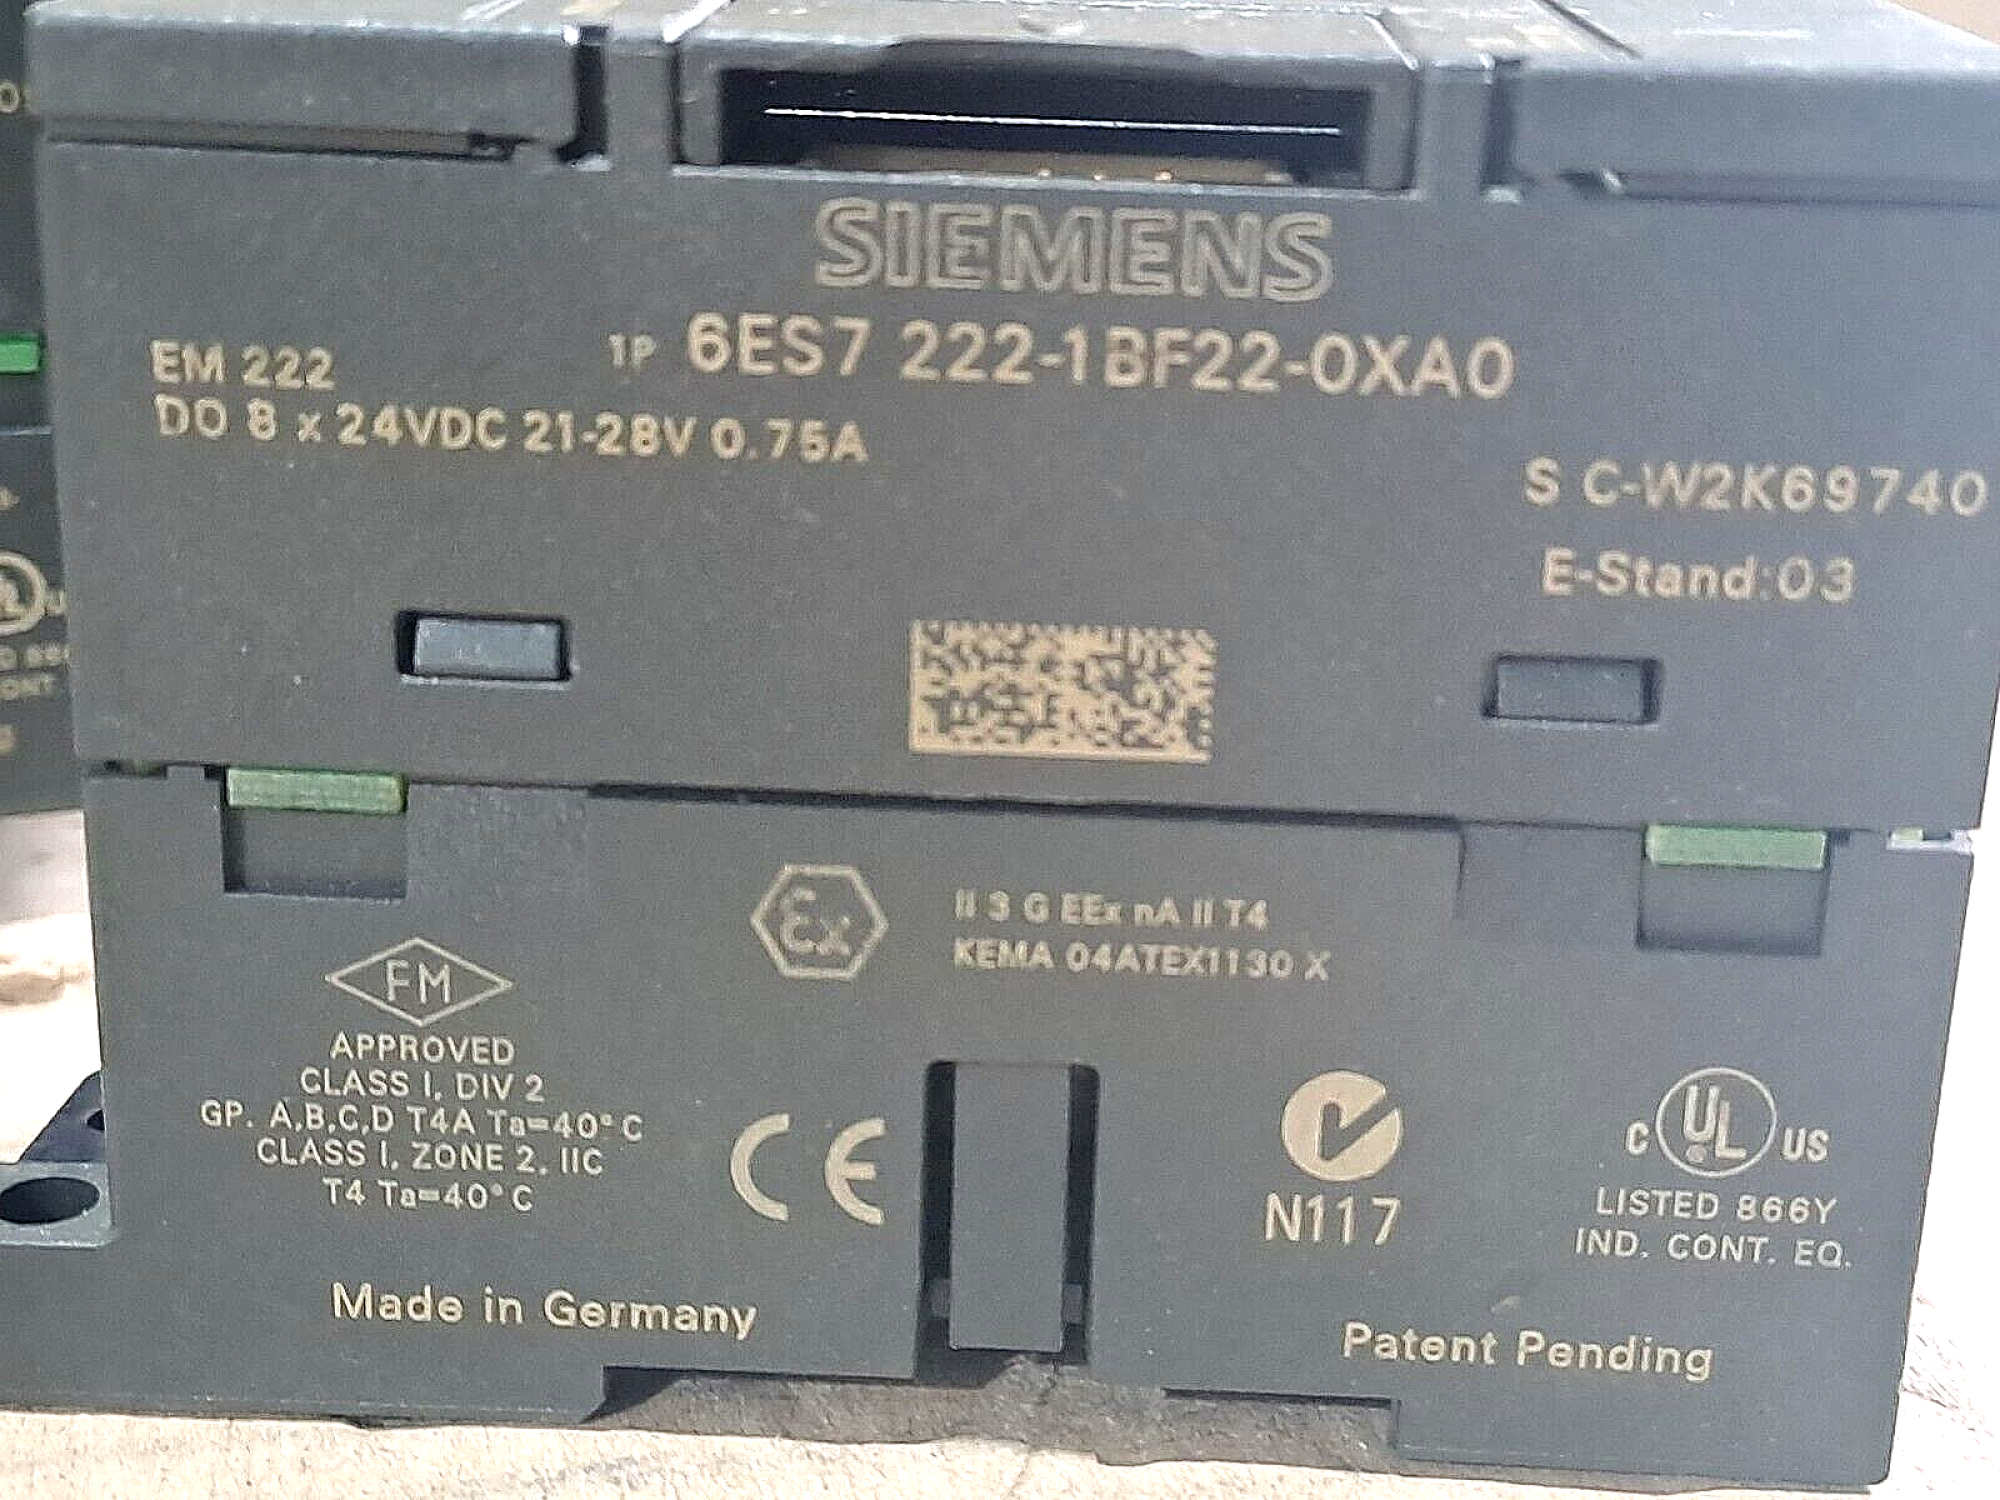 SIEMENS
1P 6ES7 222-1BF22-0XA0
EM 222
DO 8 x 24VDC 21-28V 0.75A
S C-W2K69740
E-Stand:03
Ex
II 3 G EEx nA II T4
KEMA 04ATEX1130 X
FM
APPROVED
CLASS I, DIV 2
GP. A,B,C,D T4A Ta=40°C
CLASS I, ZONE 2, IIC
T4 Ta=40°C
CE
N117
C UL US
LISTED 866Y
IND. CONT. EQ.
Made in Germany
Patent Pending